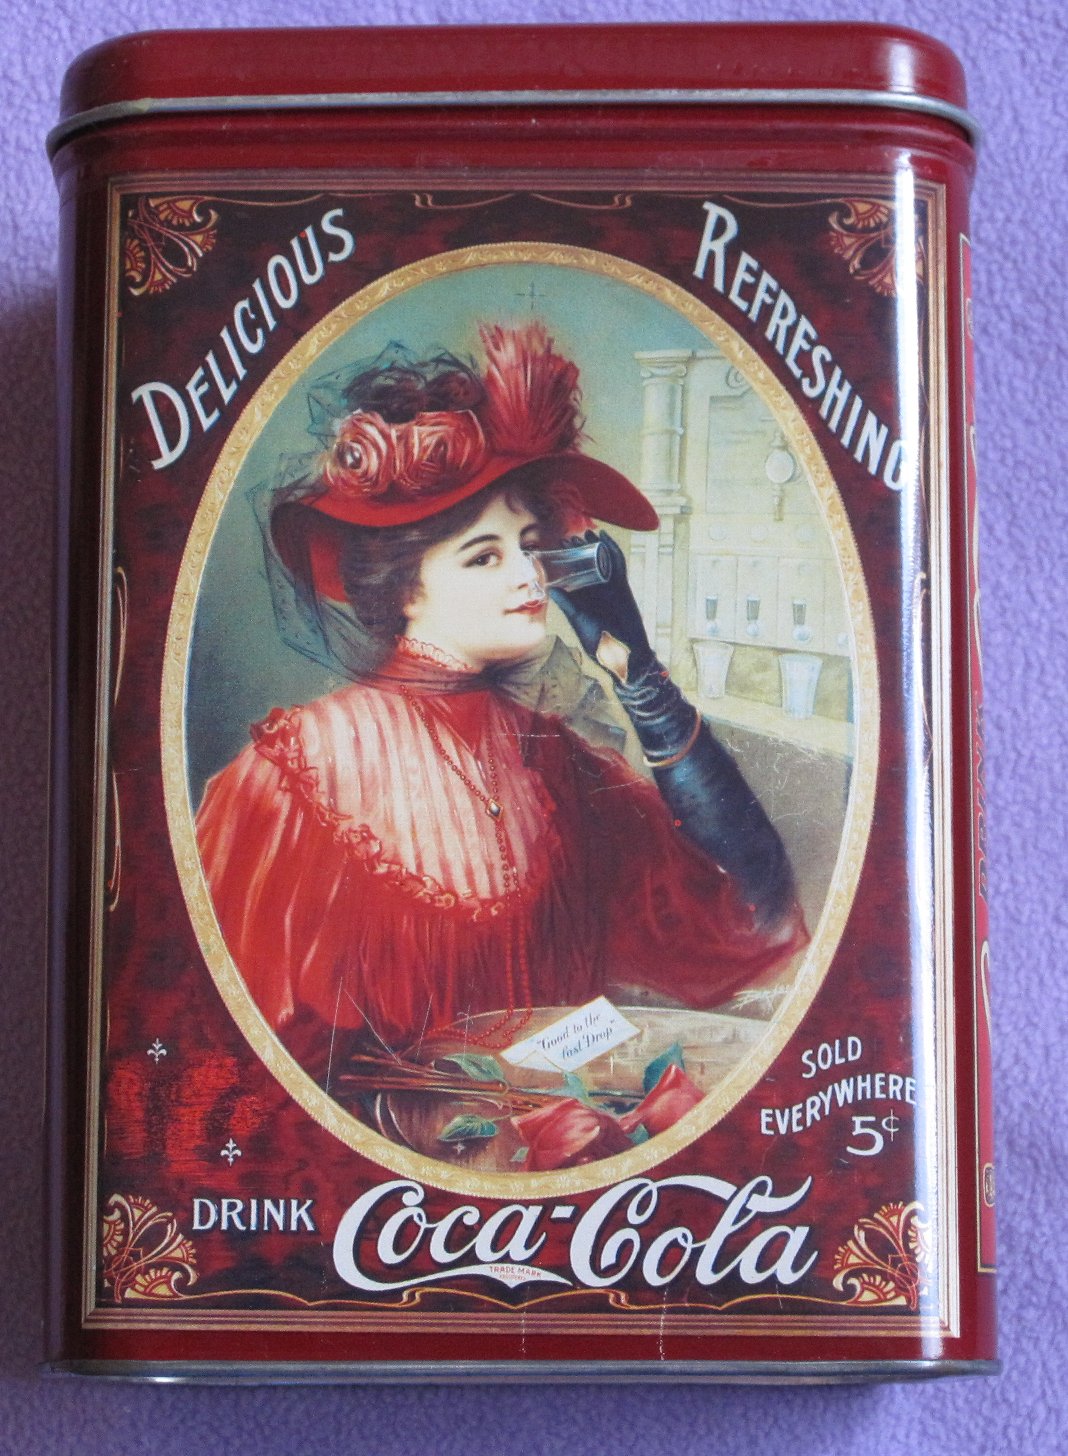 DELICIOUS
REFRESHING
"Good to the
last Drop"
SOLD
EVERYWHERE
5¢
DRINK
Coca-Cola
TRADE MARK